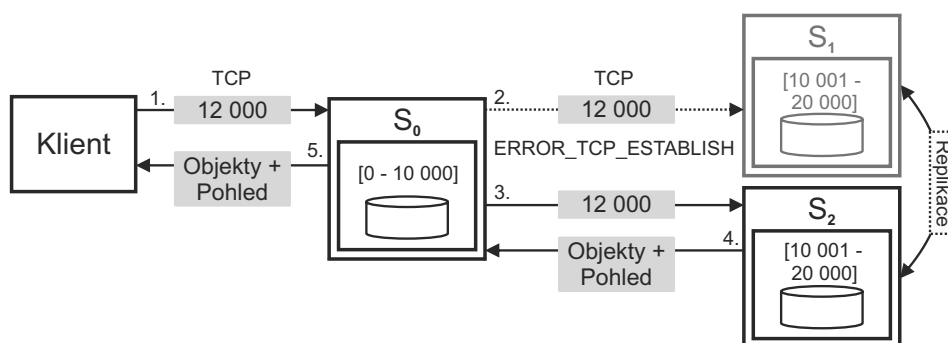 S1
TCP
TCP
[10 001 -
20 000]
1.
12 000
2.
12 000
Klient
S0
ERROR_TCP_ESTABLISH
Objekty +
Pohled
5.
[0 - 10 000]
3.
12 000
Replikace
S2
4.
Objekty +
Pohled
[10 001 -
20 000]